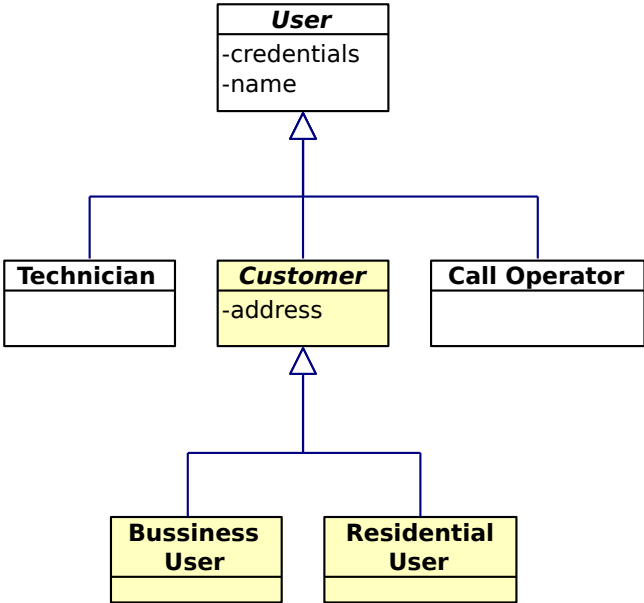 User
-credentials
-name
Technician
Customer
Call Operator
-address
Bussiness
User
Residential
User